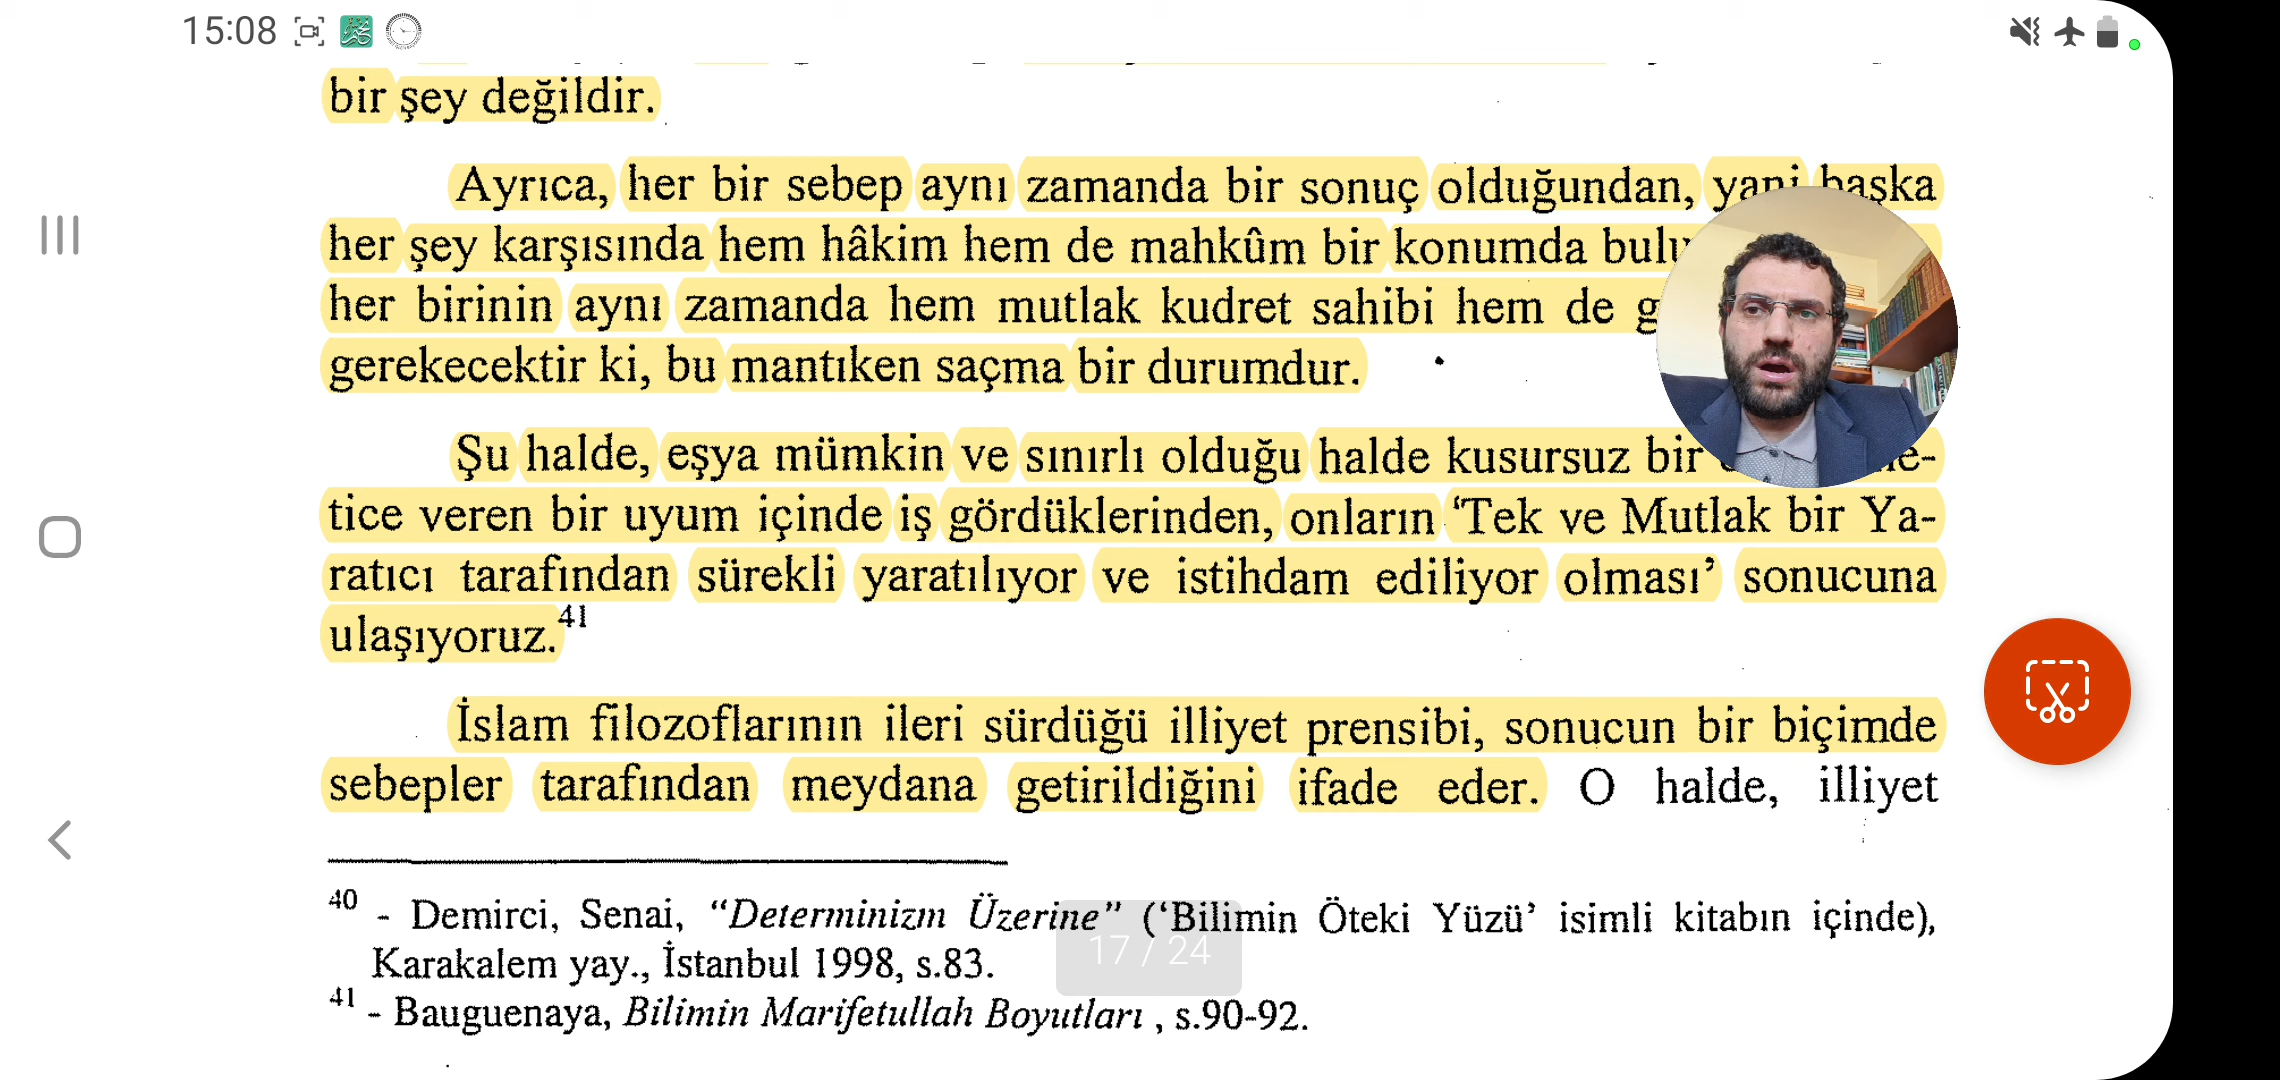 15:08
bir şey değildir.
Ayrıca, her bir sebep aynı zamanda bir sonuç olduğundan, yani başka
her şey karşısında hem hâkim hem de mahkûm bir konumda
her birinin aynı zamanda hem mutlak kudret sahibi hem de
gerekecektir ki, bu mantıken saçma bir durumdur.
Şu halde, eşya mümkin ve sınırlı olduğu halde kusursuz bir
tice veren bir uyum içinde iş gördüklerinden, onların ‘Tek ve Mutlak bir Ya-
ratıcı tarafından sürekli yaratılıyor ve istihdam ediliyor olması’ sonucuna
ulaşıyoruz.41
İslam filozoflarının ileri sürdüğü illiyet prensibi, sonucun bir biçimde
sebepler tarafından meydana getirildiğini ifade eder. O halde, illiyet
40 - Demirci, Senai, “Determinizm Üzerine” (‘Bilimin Öteki Yüzü’ isimli kitabın içinde),
Karakalem yay., İstanbul 1998, s.83.
17 / 24
41 - Bauguenaya, Bilimin Marifetullah Boyutları , s.90-92.